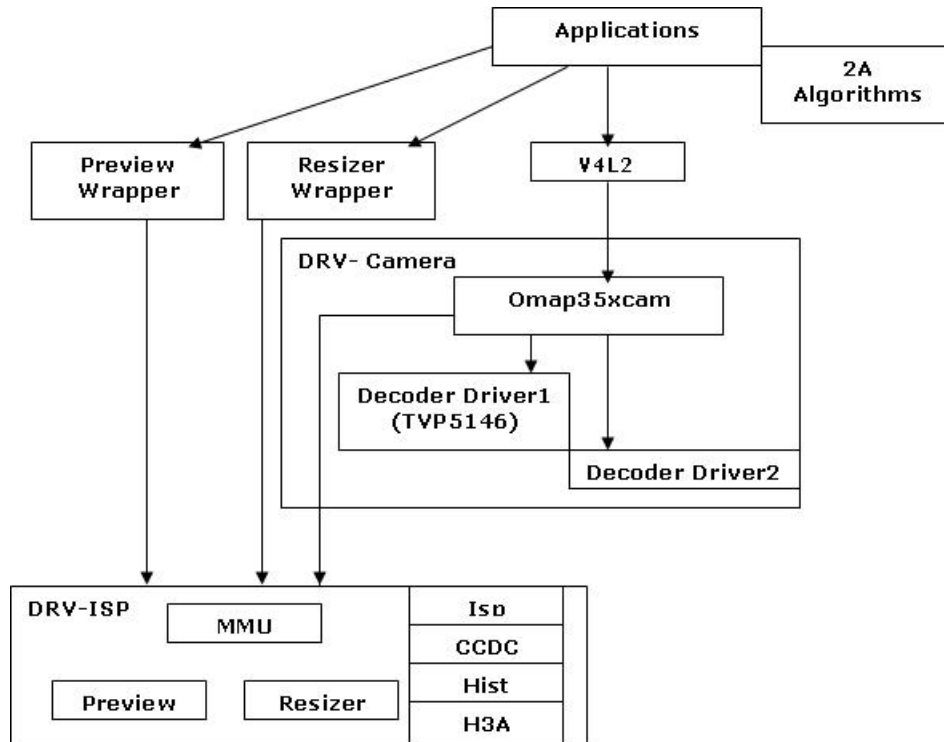 Applications
2A
Algorithms
Preview
Wrapper
Resizer
Wrapper
V4L2
DRV- Camera
Omap35xcam
Decoder Driver1
(TVP5146)
Decoder Driver2
DRV-ISP
MMU
Preview
Resizer
Isp
CCDC
Hist
H3A